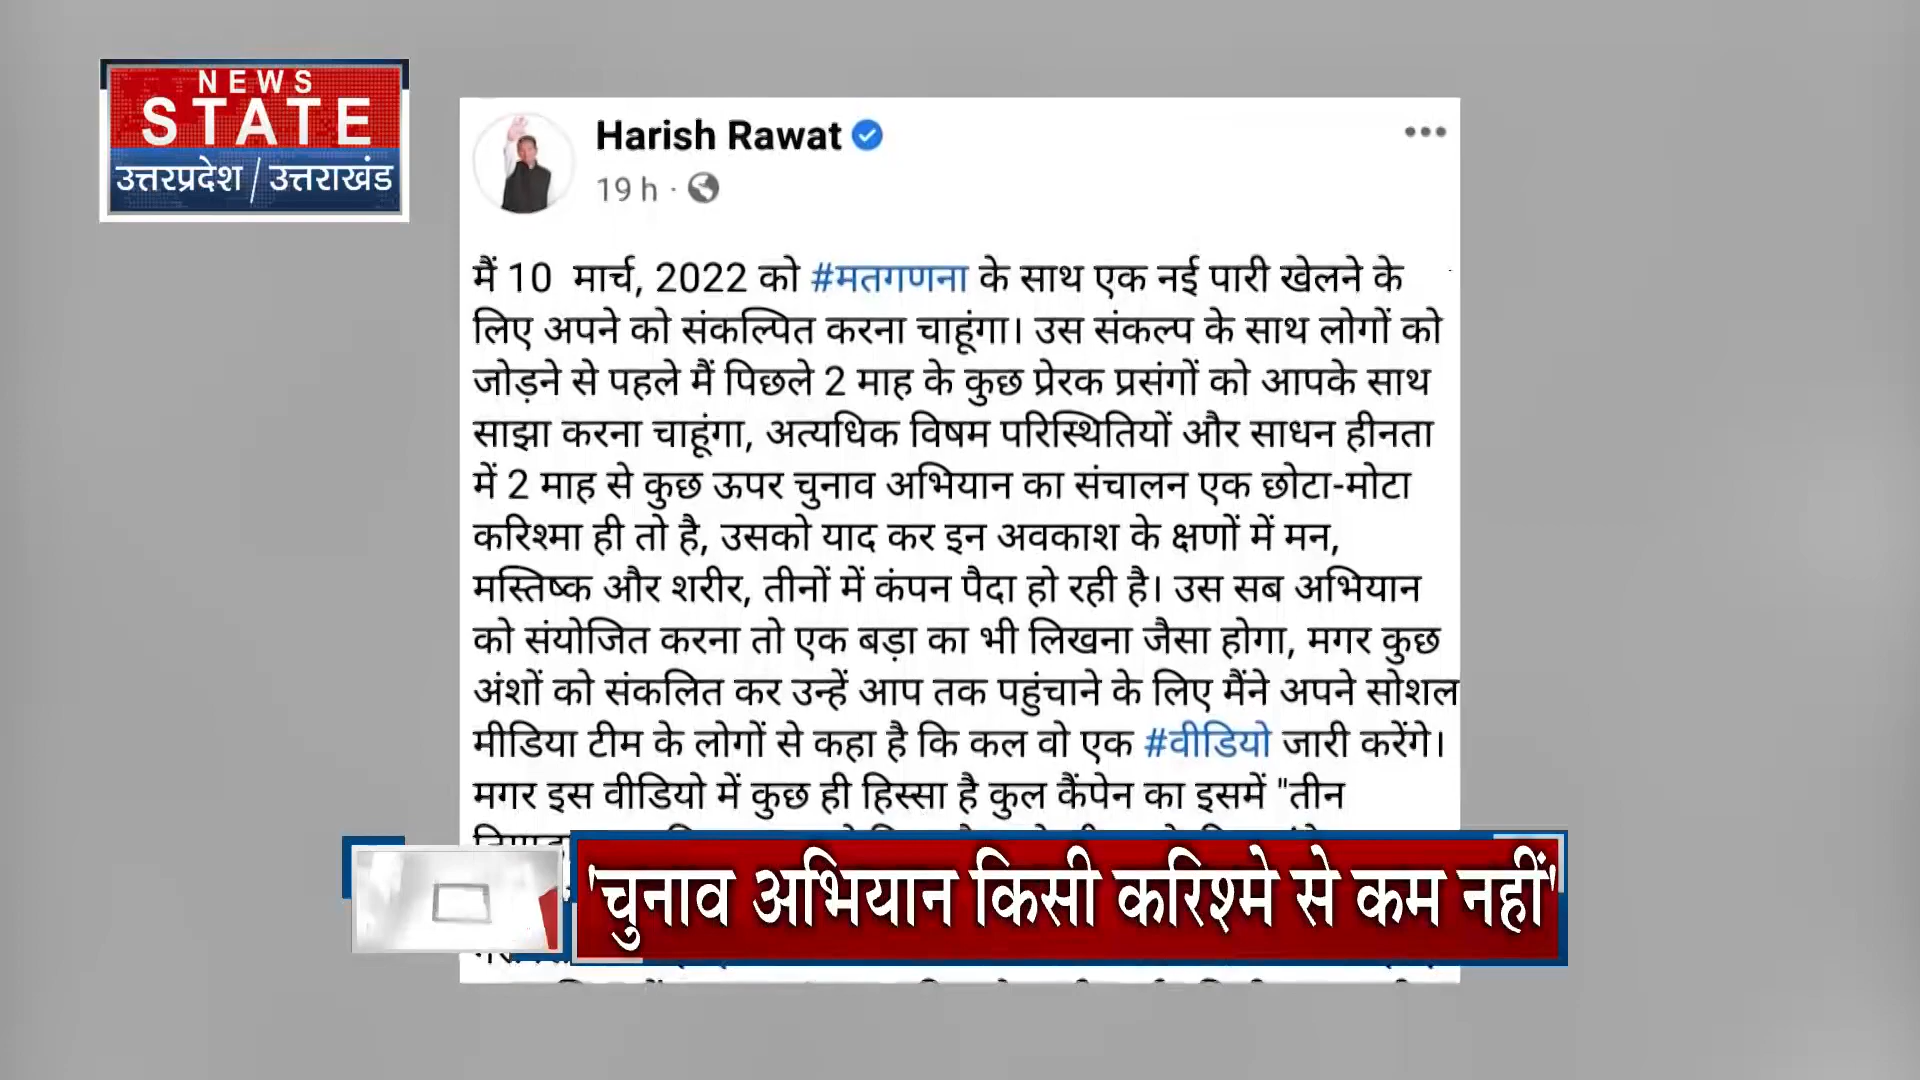 NEWS
STATE
उत्तरप्रदेश / उत्तराखंड
Harish Rawat
19 h ·
मैं 10 मार्च, 2022 को #मतगणना के साथ एक नई पारी खेलने के
लिए अपने को संकल्पित करना चाहूंगा। उस संकल्प के साथ लोगों को
जोड़ने से पहले मैं पिछले 2 माह के कुछ प्रेरक प्रसंगों को आपके साथ
साझा करना चाहूंगा, अत्यधिक विषम परिस्थितियों और साधन हीनता
में 2 माह से कुछ ऊपर चुनाव अभियान का संचालन एक छोटा-मोटा
करिश्मा ही तो है, उसको याद कर इन अवकाश के क्षणों में मन,
मस्तिष्क और शरीर, तीनों में कंपन पैदा हो रही है। उस सब अभियान
को संयोजित करना तो एक बड़ा का भी लिखना जैसा होगा, मगर कुछ
अंशों को संकलित कर उन्हें आप तक पहुंचाने के लिए मैंने अपने सोशल
मीडिया टीम के लोगों से कहा है कि कल वो एक #वीडियो जारी करेंगे।
मगर इस वीडियो में कुछ ही हिस्सा है कुल कैंपेन का इसमें "तीन
'चुनाव अभियान किसी करिश्मे से कम नहीं'